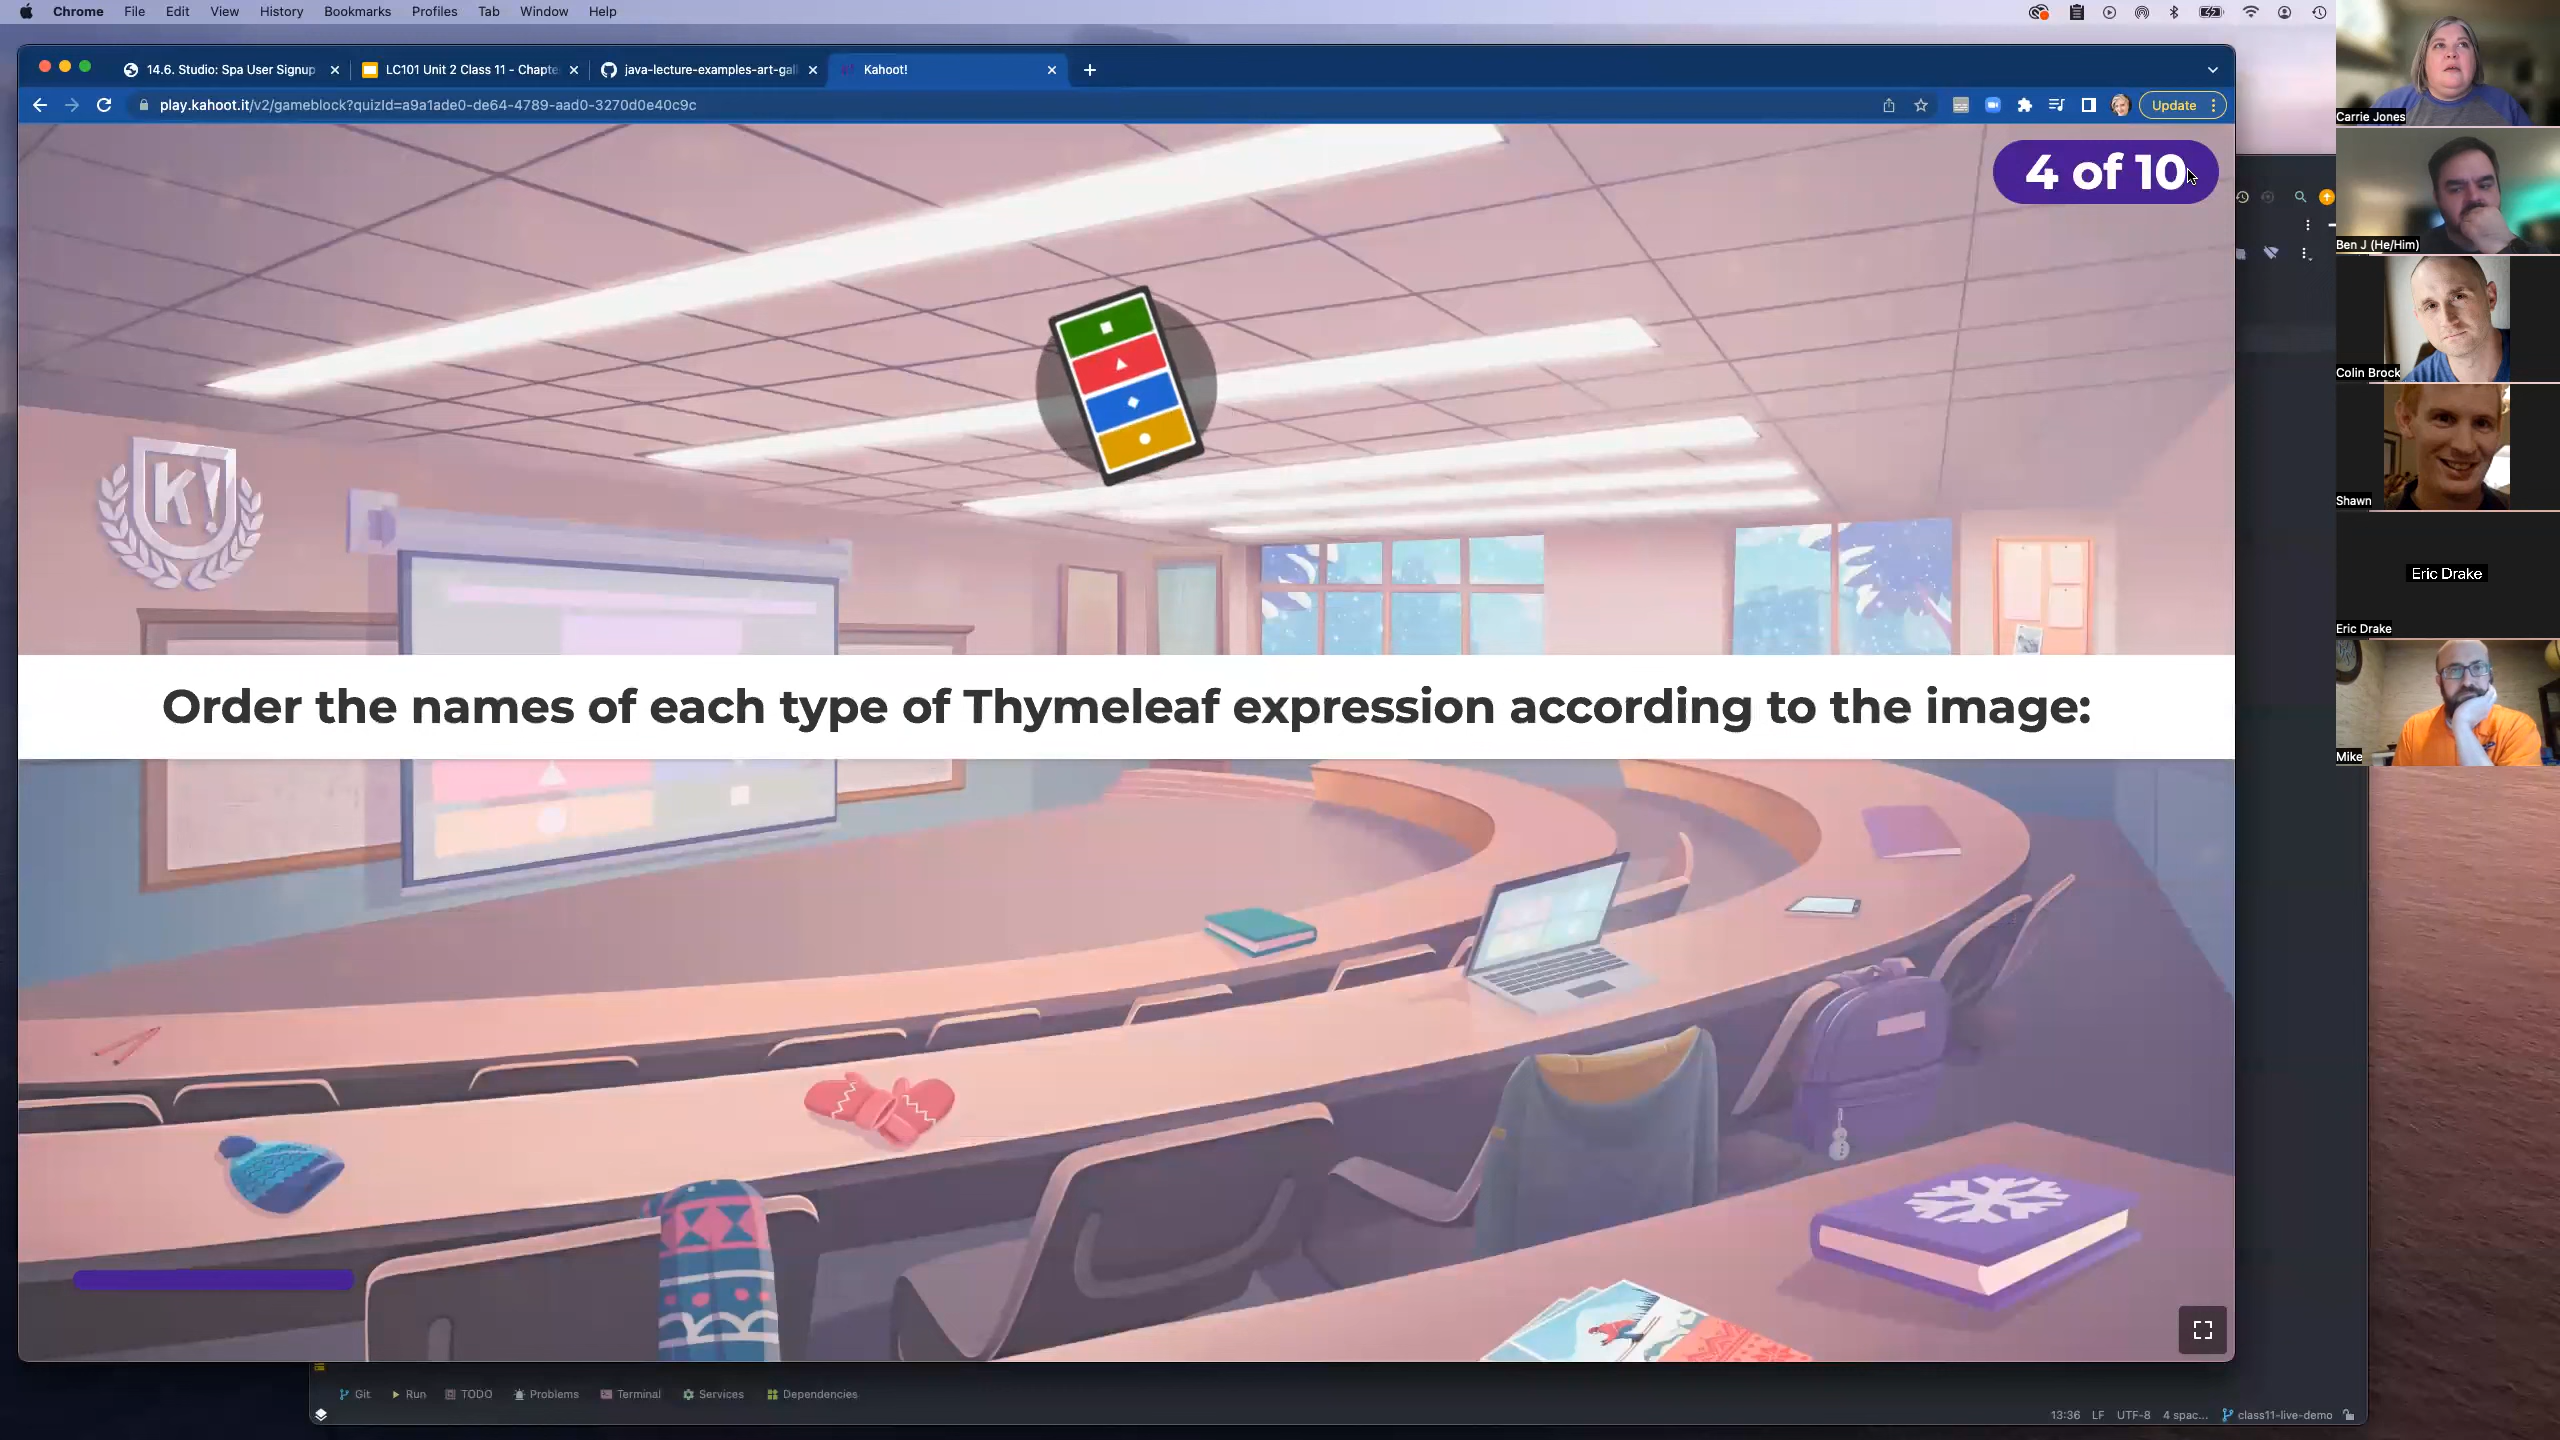 Chrome File Edit View History Bookmarks Profiles Tab Window Help
14.6. Studio: Spa User Signup
LC101 Unit 2 Class 11 - Chapte
java-lecture-examples-art-gall
Kahoot!
play.kahoot.it/v2/gameblock?quizId=a9a1ade0-de64-4789-aad0-3270d0e40c9c
Update
4 of 10
K!
Order the names of each type of Thymeleaf expression according to the image:
Carrie Jones
Ben J (He/Him)
Colin Brock
Shawn
Eric Drake
Eric Drake
Mike
Git Run TODO Problems Terminal Services Dependencies
13:36 LF UTF-8 4 spac... class11-live-demo